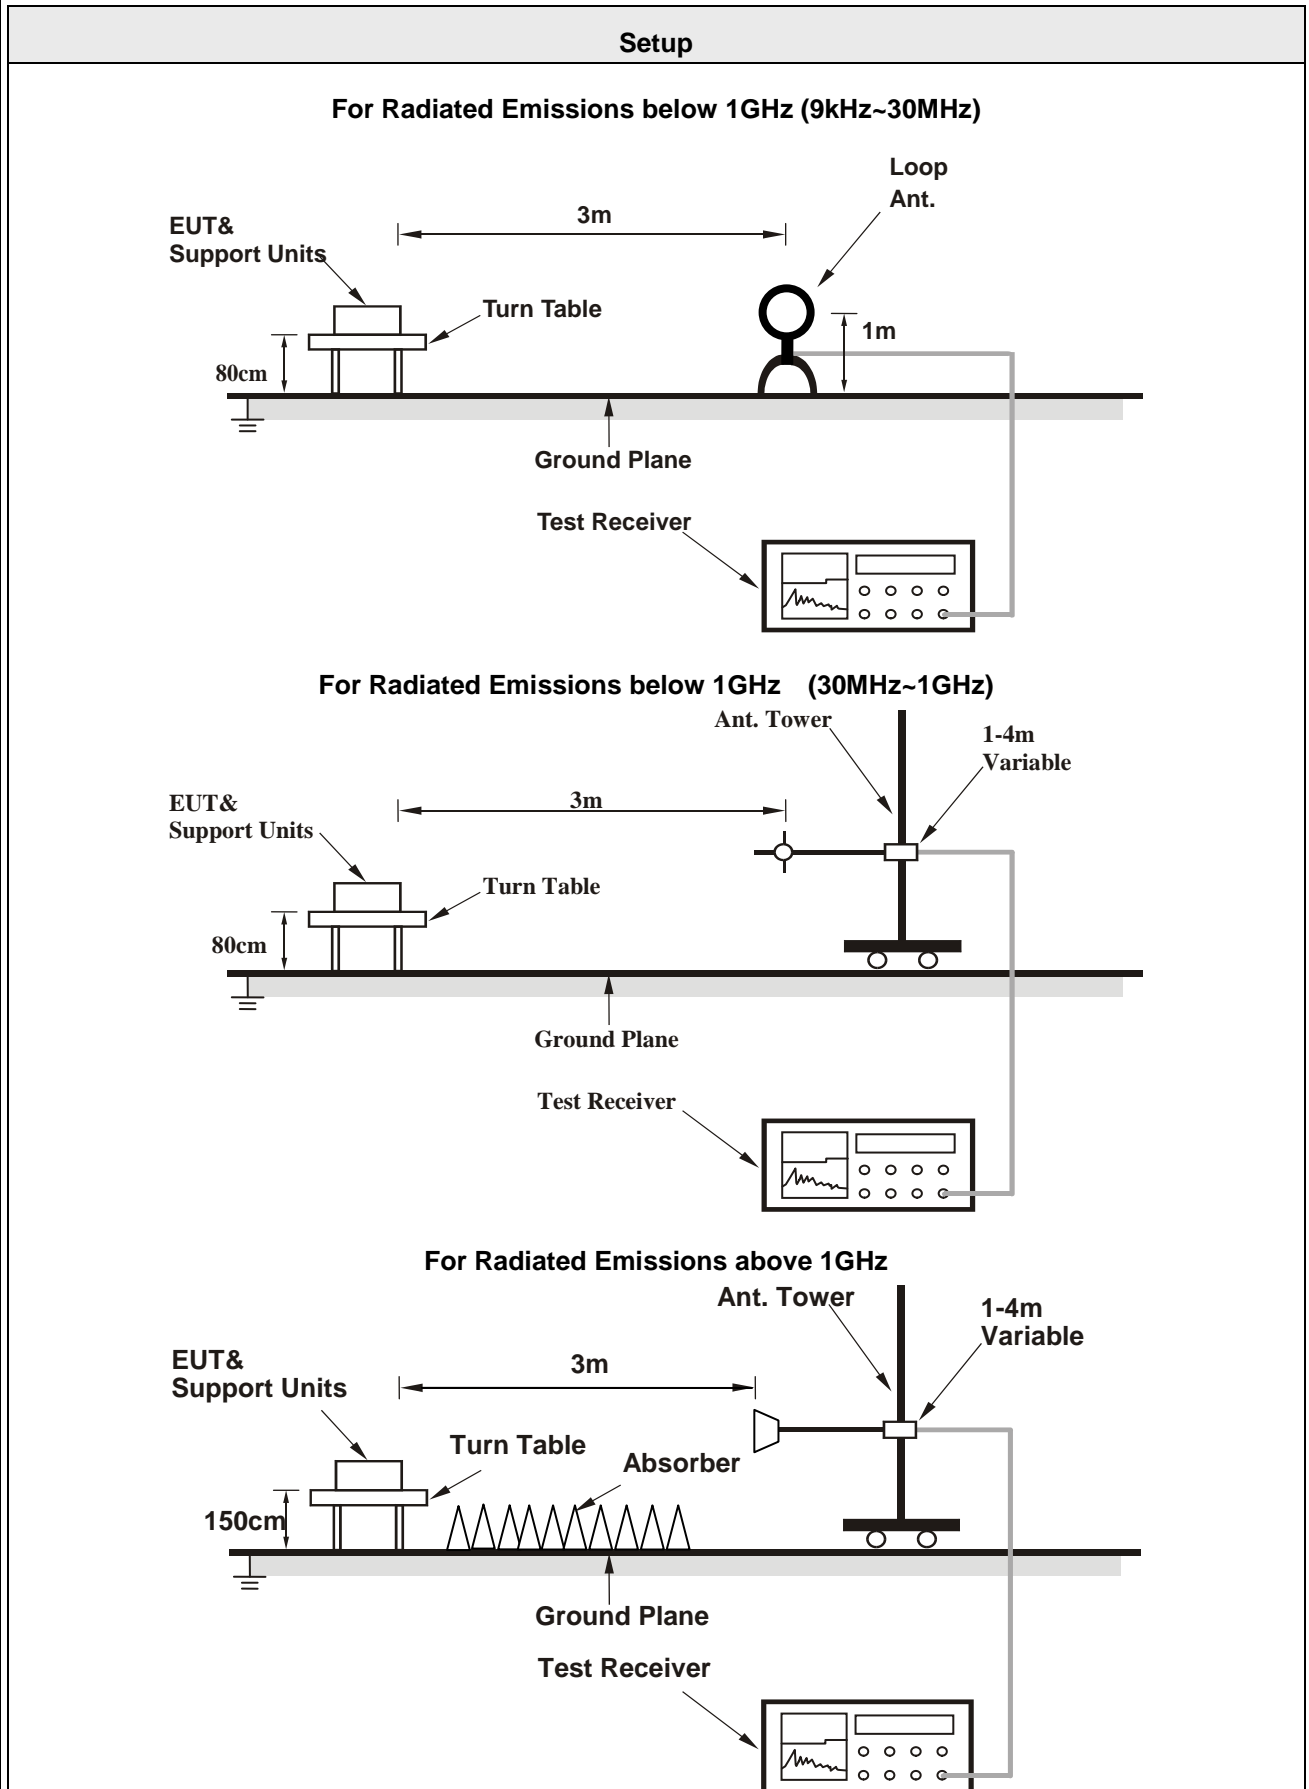 Setup
For Radiated Emissions below 1GHz (9kHz~30MHz)
Loop
Ant.
3m
EUT&
Support Units
Turn Table
1m
80cm
Ground Plane
Test Receiver
For Radiated Emissions below 1GHz (30MHz~1GHz)
Ant. Tower
1-4m
Variable
3m
EUT&
Support Units
Turn Table
80cm
Ground Plane
Test Receiver
For Radiated Emissions above 1GHz
Ant. Tower
1-4m
Variable
3m
EUT&
Support Units
Turn Table
Absorber
150cm
Ground Plane
Test Receiver